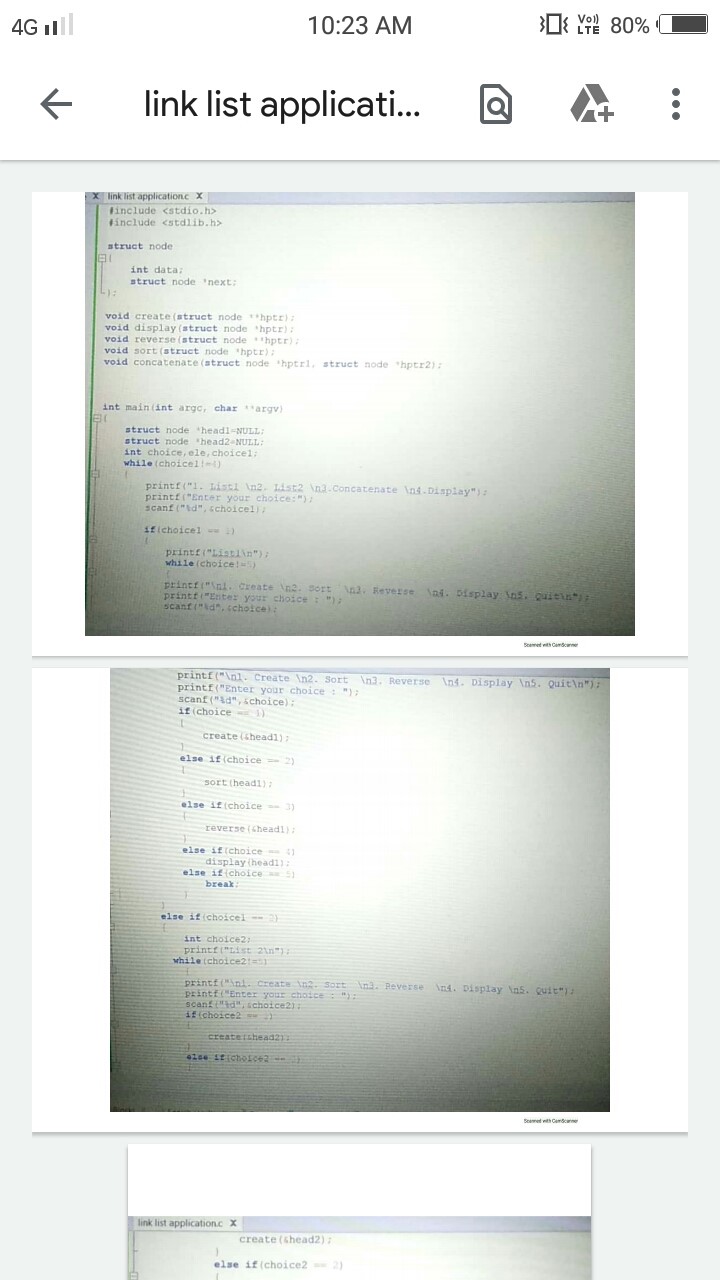 4G
10:23 AM
Vo)) LTE 80%
link list applicati...
X link list application.c X
#include <stdio.h>
#include <stdlib.h>
struct node
{
int data;
struct node *next;
};
void create(struct node **hptr);
void display(struct node *hptr);
void reverse(struct node **hptr);
void sort(struct node *hptr);
void concatenate(struct node *hptr1, struct node *hptr2);
int main(int argc, char **argv)
{
struct node *head1=NULL;
struct node *head2=NULL;
int choice,ele,choice1;
while(choice1!=4)
{
printf("1. List1 \n2. List2 \n3.Concatenate \n4.Display");
printf("Enter your choice:");
scanf("%d",&choice1);
if(choice1 == 1)
{
printf("List1\n");
while(choice!=5)
{
printf("\n1. Create \n2. Sort \n3. Reverse \n4. Display \n5. Quit\n");
printf("Enter your choice : ");
scanf("%d",&choice);
Scanned with CamScanner
printf("\n1. Create \n2. Sort \n3. Reverse \n4. Display \n5. Quit\n");
printf("Enter your choice : ");
scanf("%d",&choice);
if(choice == 1)
{
create(&head1);
}
else if(choice == 2)
{
sort(head1);
}
else if(choice == 3)
{
reverse(&head1);
}
else if(choice == 4)
display(head1);
else if(choice == 5)
break;
}
}
else if(choice1 == 2)
{
int choice2;
printf("List 2\n");
while(choice2!=5)
{
printf("\n1. Create \n2. Sort \n3. Reverse \n4. Display \n5. Quit");
printf("Enter your choice : ");
scanf("%d",&choice2);
if(choice2 == 1)
{
create(&head2);
}
else if(choice2 ==
Scanned with CamScanner
link list application.c X
create(&head2);
}
else if(choice2 == 2)
{